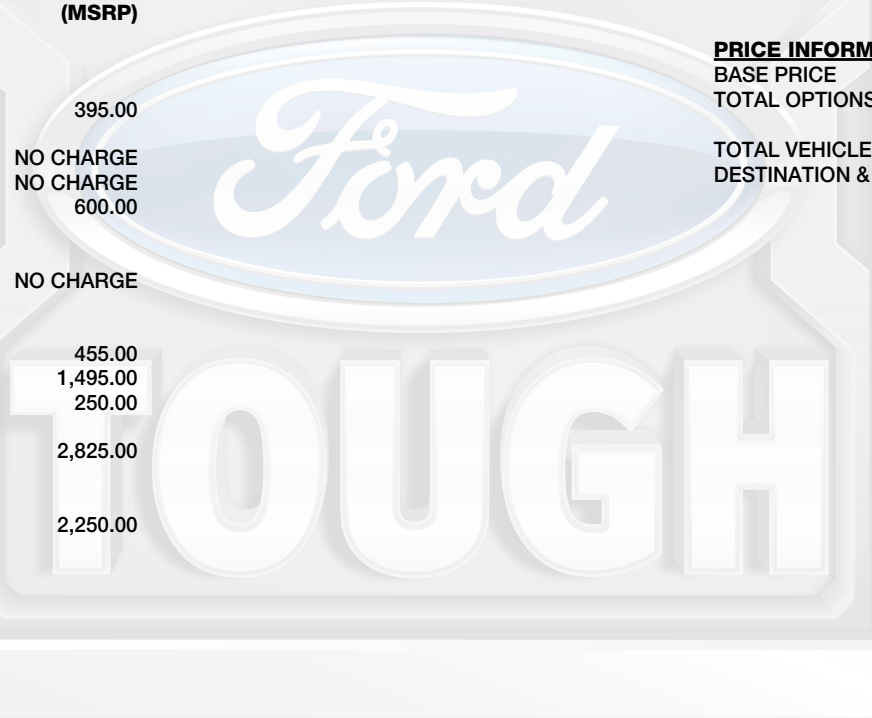 (MSRP)
395.00
NO CHARGE
NO CHARGE
600.00
NO CHARGE
455.00
1,495.00
250.00
2,825.00
2,250.00
PRICE INFORM
BASE PRICE
TOTAL OPTIONS
TOTAL VEHICLE
DESTINATION &
Ford
TOUGH